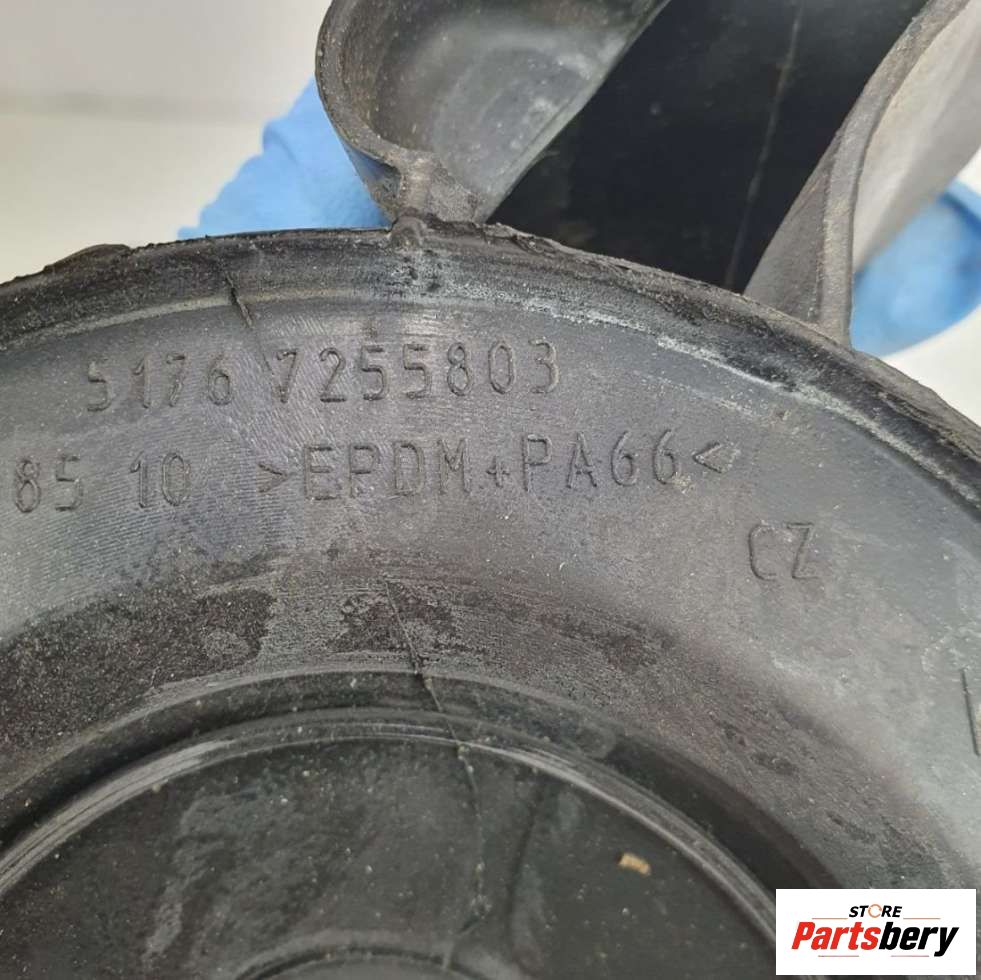 5176 7255803
85 10 >EPDM+PA66<
CZ
STORE
Partsbery